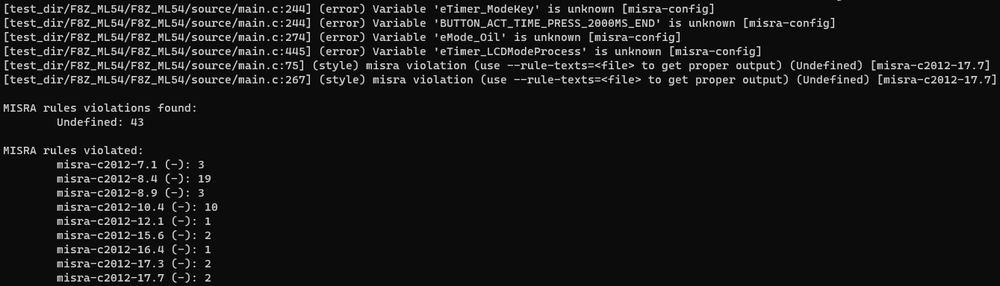 [test_dir/F8Z_ML54/F8Z_ML54/source/main.c:244] (error) Variable 'eTimer_ModeKey' is unknown [misra-config]
[test_dir/F8Z_ML54/F8Z_ML54/source/main.c:244] (error) Variable 'BUTTON_ACT_TIME_PRESS_2000MS_END' is unknown [misra-config]
[test_dir/F8Z_ML54/F8Z_ML54/source/main.c:274] (error) Variable 'eMode_Oil' is unknown [misra-config]
[test_dir/F8Z_ML54/F8Z_ML54/source/main.c:445] (error) Variable 'eTimer_LCDModeProcess' is unknown [misra-config]
[test_dir/F8Z_ML54/F8Z_ML54/source/main.c:75] (style) misra violation (use --rule-texts=<file> to get proper output) (Undefined) [misra-c2012-17.7]
[test_dir/F8Z_ML54/F8Z_ML54/source/main.c:267] (style) misra violation (use --rule-texts=<file> to get proper output) (Undefined) [misra-c2012-17.7]
MISRA rules violations found:
Undefined: 43
MISRA rules violated:
misra-c2012-7.1 (-): 3
misra-c2012-8.4 (-): 19
misra-c2012-8.9 (-): 3
misra-c2012-10.4 (-): 10
misra-c2012-12.1 (-): 1
misra-c2012-15.6 (-): 2
misra-c2012-16.4 (-): 1
misra-c2012-17.3 (-): 2
misra-c2012-17.7 (-): 2